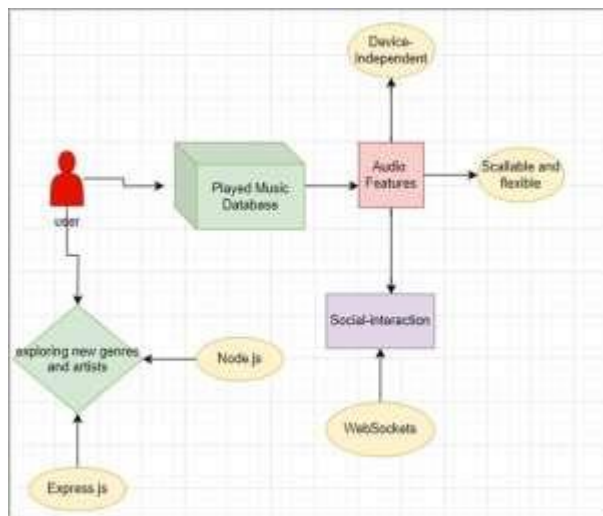 Device-
independent
user
Played Music
Database
Audio
Features
Scallable and
flexible
exploring new genres
and artists
Node.js
Social-interaction
WebSockets
Express.js